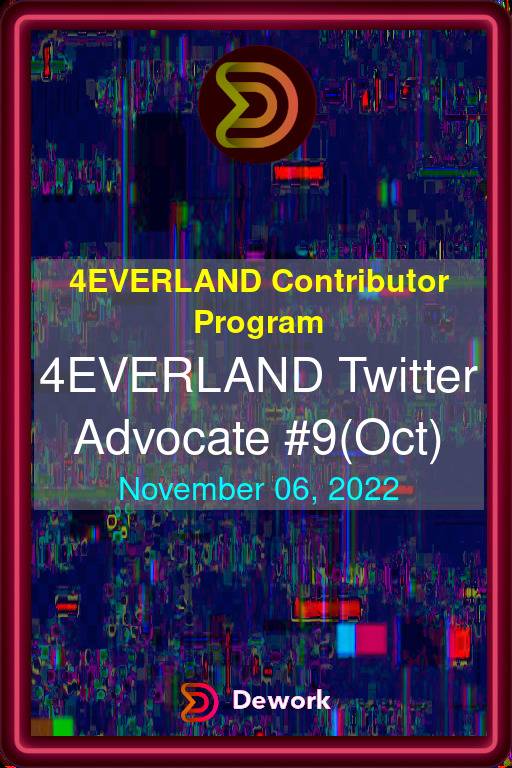 4EVERLAND Contributor
Program
4EVERLAND Twitter
Advocate #9(Oct)
November 06, 2022
Dework